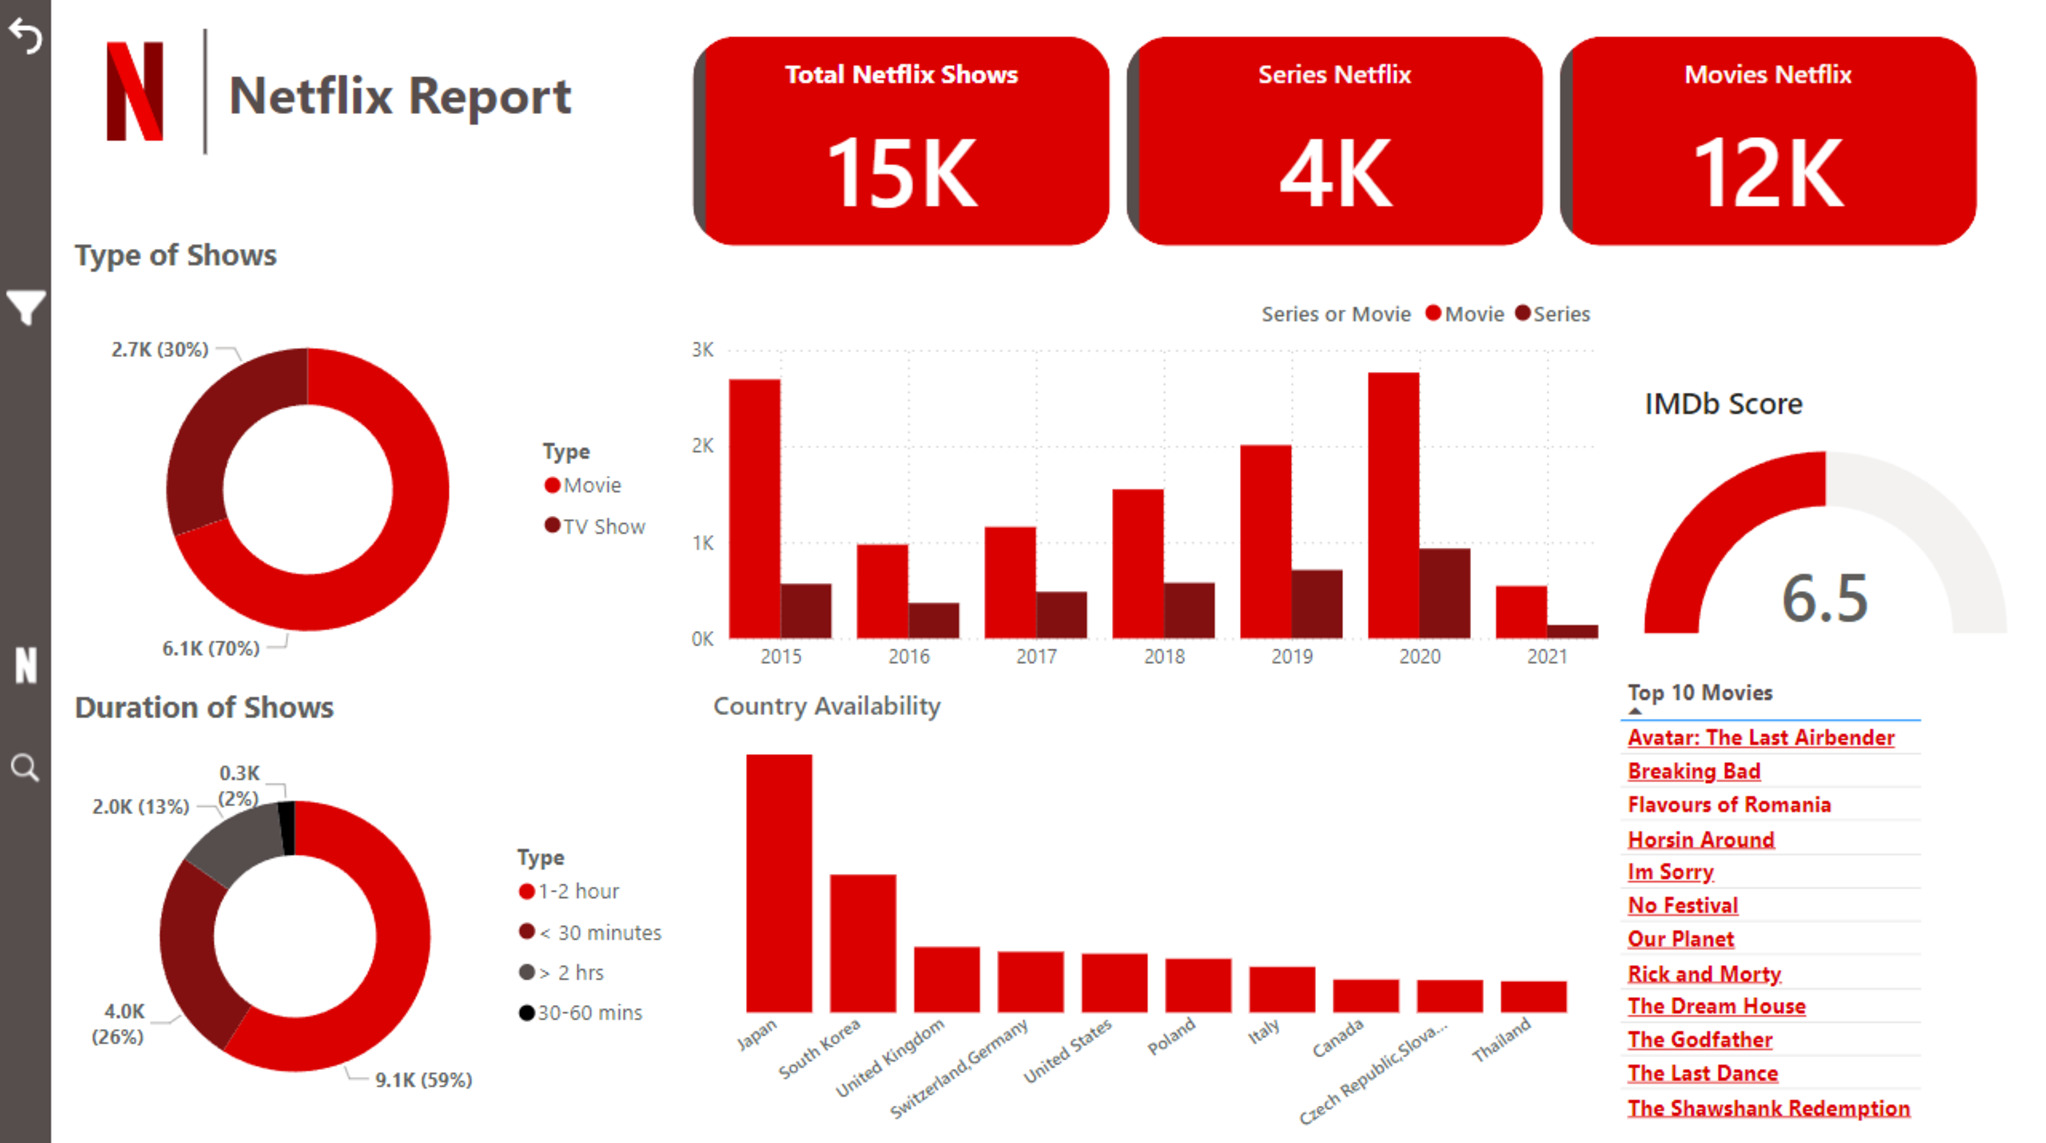 Netflix Report
Total Netflix Shows
15K
Series Netflix
4K
Movies Netflix
12K
Type of Shows
2.7K (30%)
6.1K (70%)
Type
Movie
TV Show
Series or Movie Movie Series
3K
2K
1K
0K
2015 2016 2017 2018 2019 2020 2021
IMDb Score
6.5
Duration of Shows
0.3K
(2%)
2.0K (13%)
4.0K
(26%)
9.1K (59%)
Type
1-2 hour
< 30 minutes
> 2 hrs
30-60 mins
Country Availability
Japan
South Korea
United Kingdom
Switzerland,Germany
United States
Poland
Italy
Canada
Czech Republic,Slova...
Thailand
Top 10 Movies
Avatar: The Last Airbender
Breaking Bad
Flavours of Romania
Horsin Around
Im Sorry
No Festival
Our Planet
Rick and Morty
The Dream House
The Godfather
The Last Dance
The Shawshank Redemption